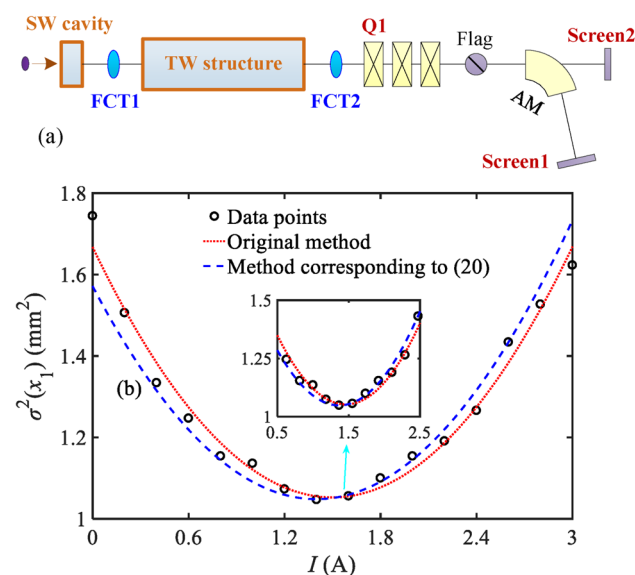 SW cavity
Q1
Flag
Screen2
TW structure
FCT1
FCT2
AM
(a)
Screen1
1.8
Data points
Original method
Method corresponding to (20)
1.6
1.5
1.4
(b)
1.25
σ²(x₁) (mm²)
1
1.2
0.5
1.5
2.5
1
0
0.6
1.2
1.8
2.4
3
I (A)